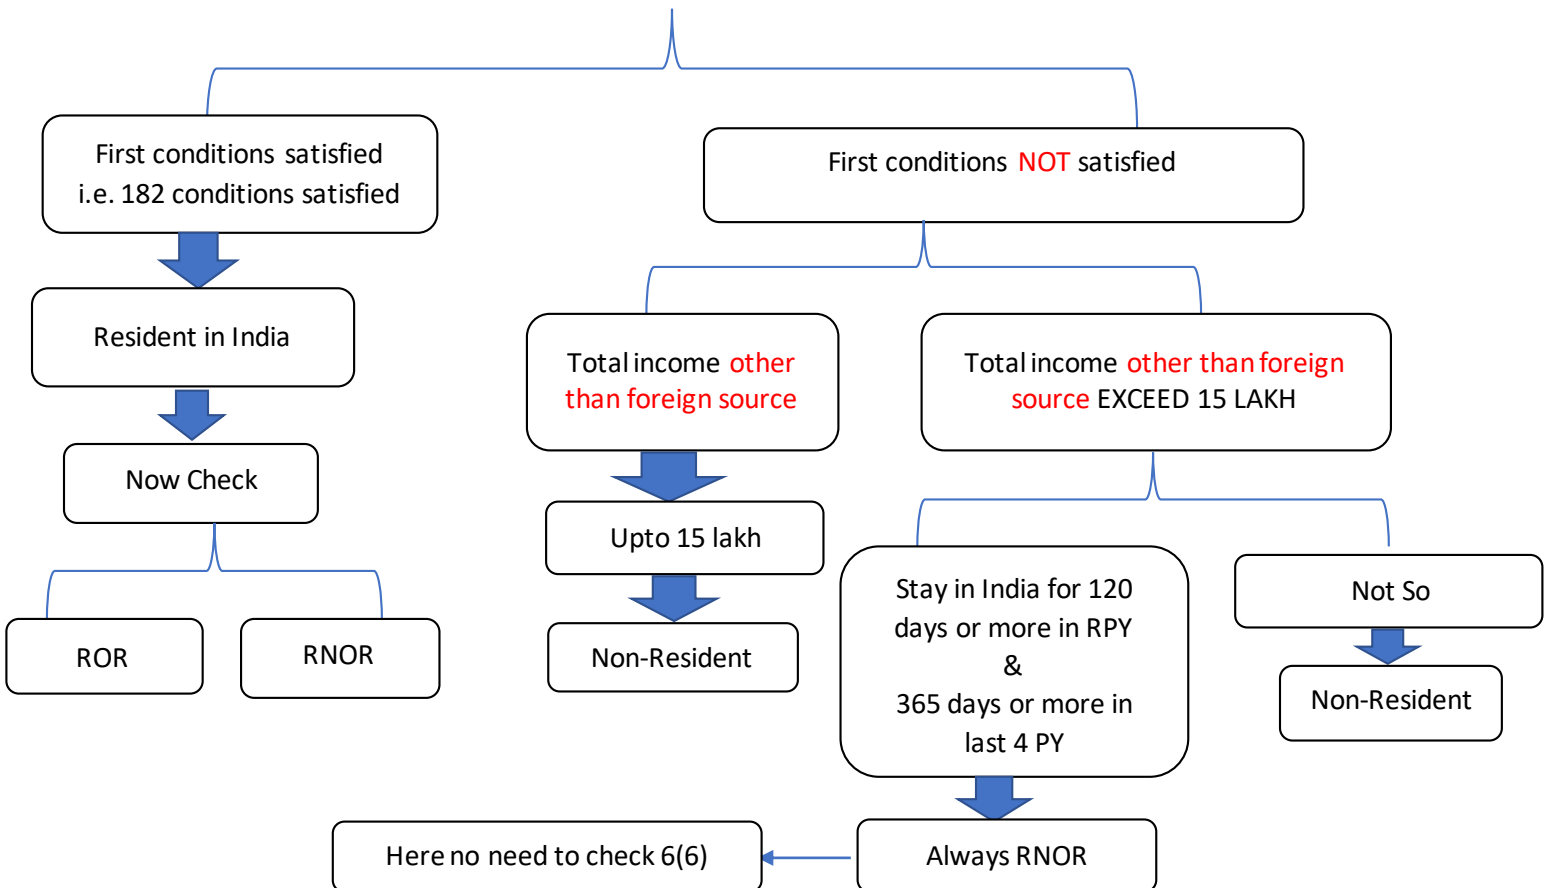 First conditions satisfied
i.e. 182 conditions satisfied
First conditions NOT satisfied
Resident in India
Total income other
than foreign source
Total income other than foreign
source EXCEED 15 LAKH
Now Check
Upto 15 lakh
Stay in India for 120
days or more in RPY
&
365 days or more in
last 4 PY
Not So
ROR
RNOR
Non-Resident
Non-Resident
Here no need to check 6(6)
Always RNOR